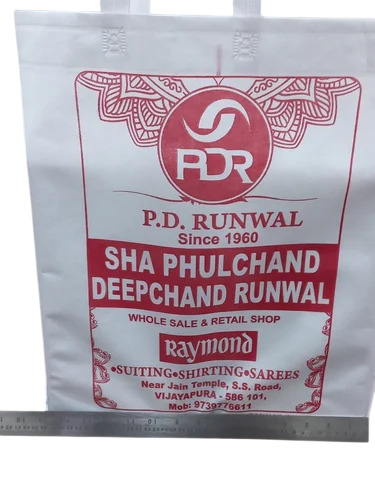 PDR
P.D. RUNWAL
Since 1960
SHA PHULCHAND
DEEPCHAND RUNWAL
WHOLE SALE & RETAIL SHOP
Raymond
•SUITING•SHIRTING•SAREES
Near Jain Temple, S.S. Road,
VIJAYAPURA - 586 101,
Mob: 9739776611